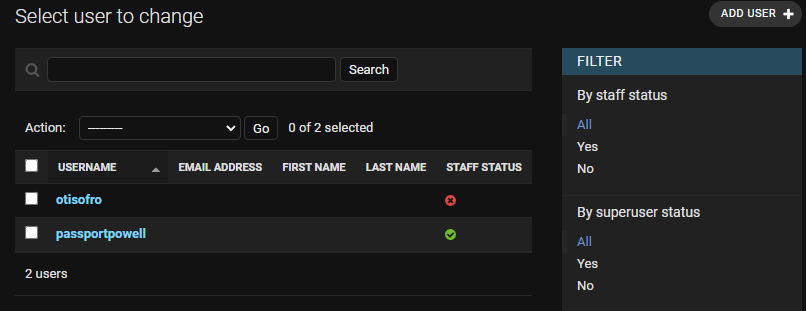 Select user to change
ADD USER +
Search
Action: --------- Go 0 of 2 selected
USERNAME EMAIL ADDRESS FIRST NAME LAST NAME STAFF STATUS
otisofro
passportpowell
2 users
FILTER
By staff status
All
Yes
No
By superuser status
All
Yes
No